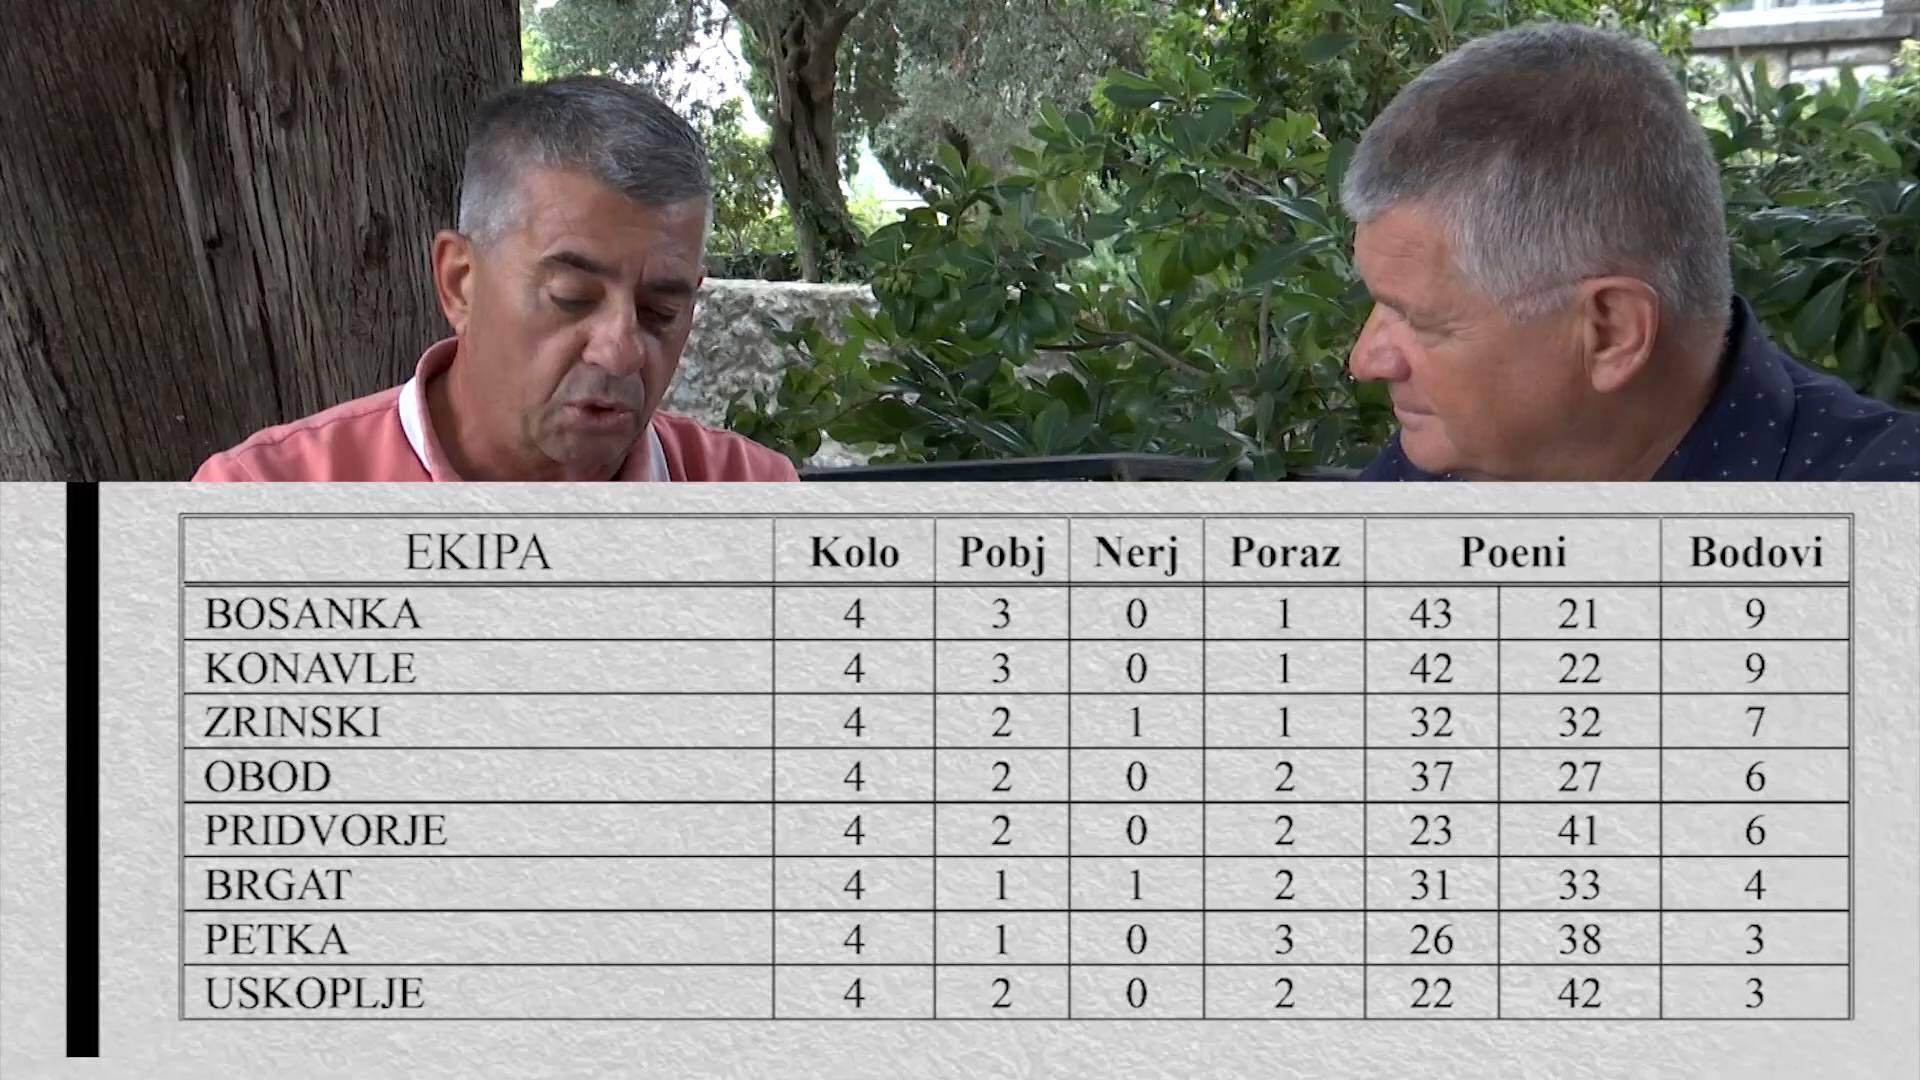 EKIPA Kolo Pobj Nerj Poraz Poeni Bodovi
BOSANKA 4 3 0 1 43 21 9
KONAVLE 4 3 0 1 42 22 9
ZRINSKI 4 2 1 1 32 32 7
OBOD 4 2 0 2 37 27 6
PRIDVORJE 4 2 0 2 23 41 6
BRGAT 4 1 1 2 31 33 4
PETKA 4 1 0 3 26 38 3
USKOPLJE 4 2 0 2 22 42 3